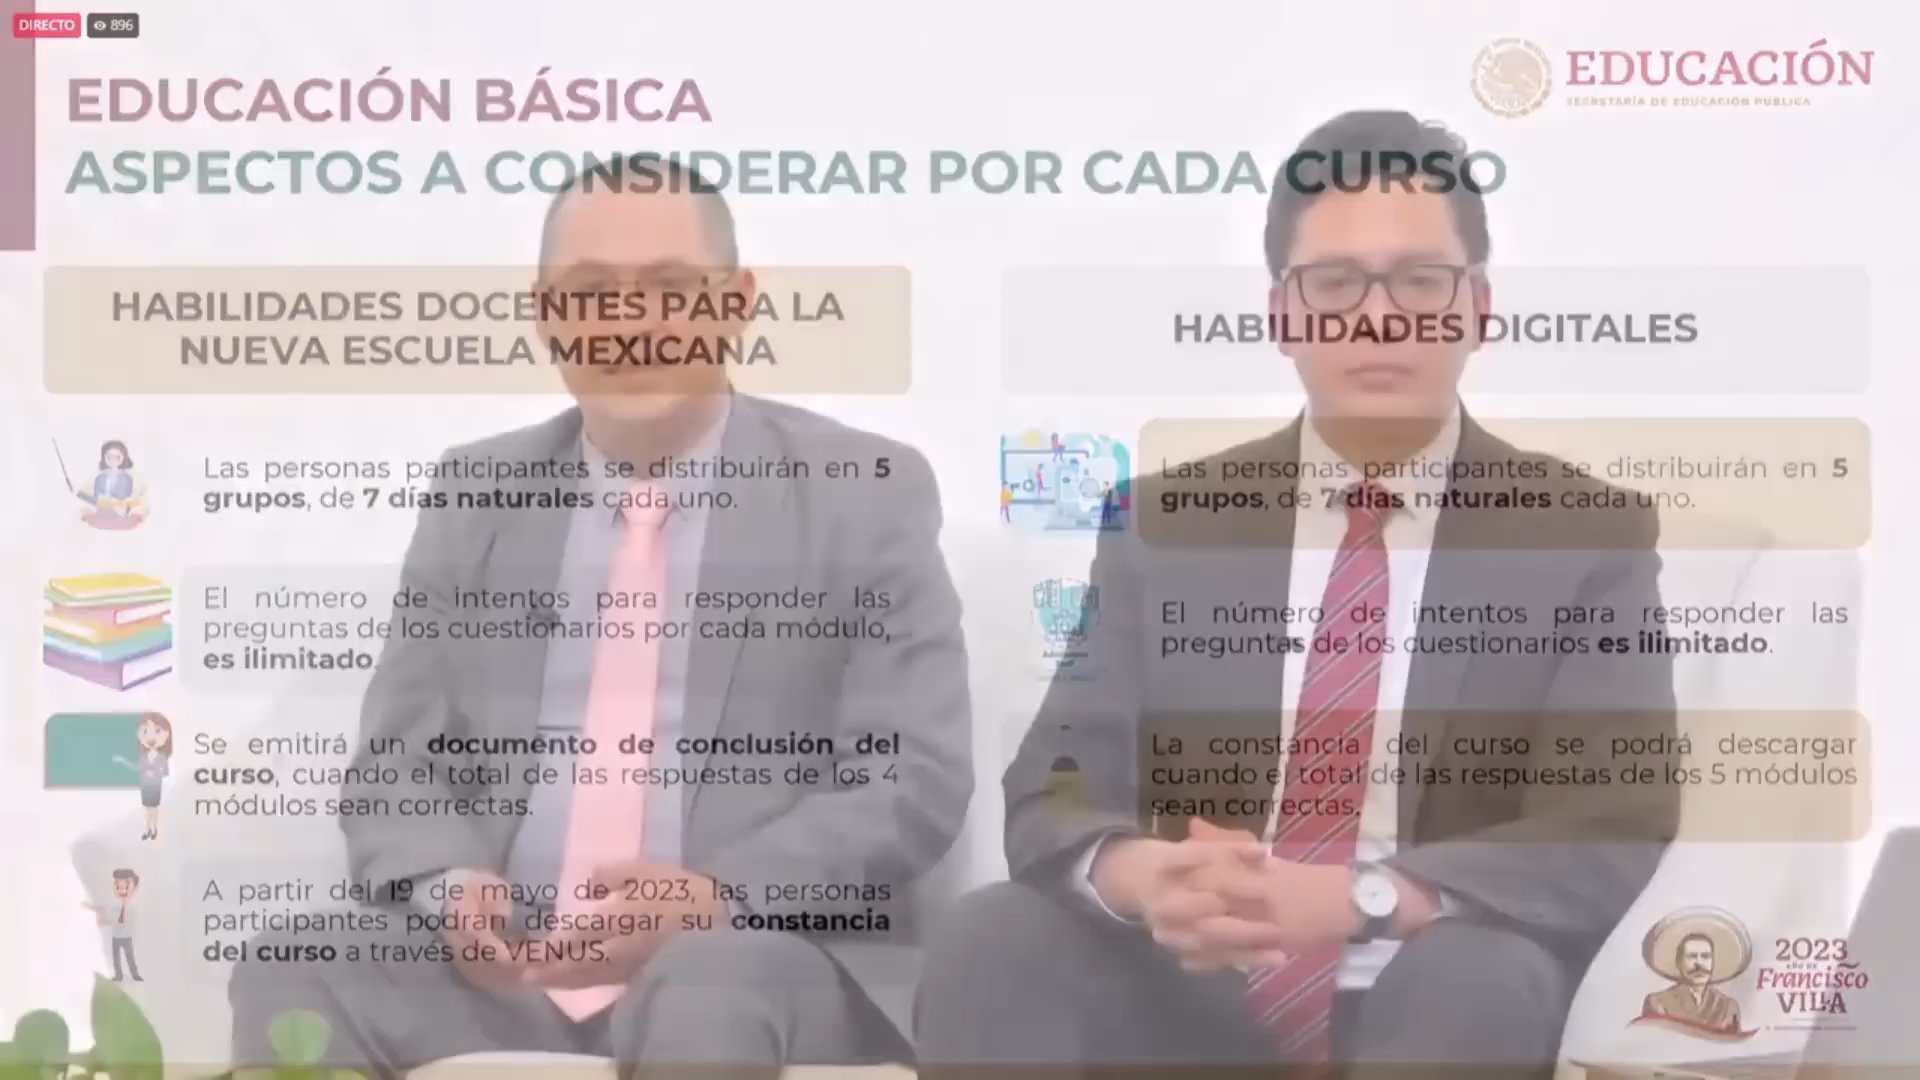 DIRECTO
896
EDUCACIÓN
SECRETARÍA DE EDUCACIÓN PÚBLICA
EDUCACIÓN BÁSICA
ASPECTOS A CONSIDERAR POR CADA CURSO
HABILIDADES DOCENTES PARA LA
NUEVA ESCUELA MEXICANA
Las personas participantes se distribuirán en 5
grupos, de 7 días naturales cada uno.
El número de intentos para responder las
preguntas de los cuestionarios por cada módulo,
es ilimitado.
Se emitirá un documento de conclusión del
curso, cuando el total de las respuestas de los 4
módulos sean correctas.
A partir del 19 de mayo de 2023, las personas
participantes podrán descargar su constancia
del curso a través de VENUS.
HABILIDADES DIGITALES
Las personas participantes se distribuirán en 5
grupos, de 7 días naturales cada uno.
El número de intentos para responder las
preguntas de los cuestionarios es ilimitado.
La constancia del curso se podrá descargar
cuando el total de las respuestas de los 5 módulos
sean correctas.
2023
Francisco
VILLA